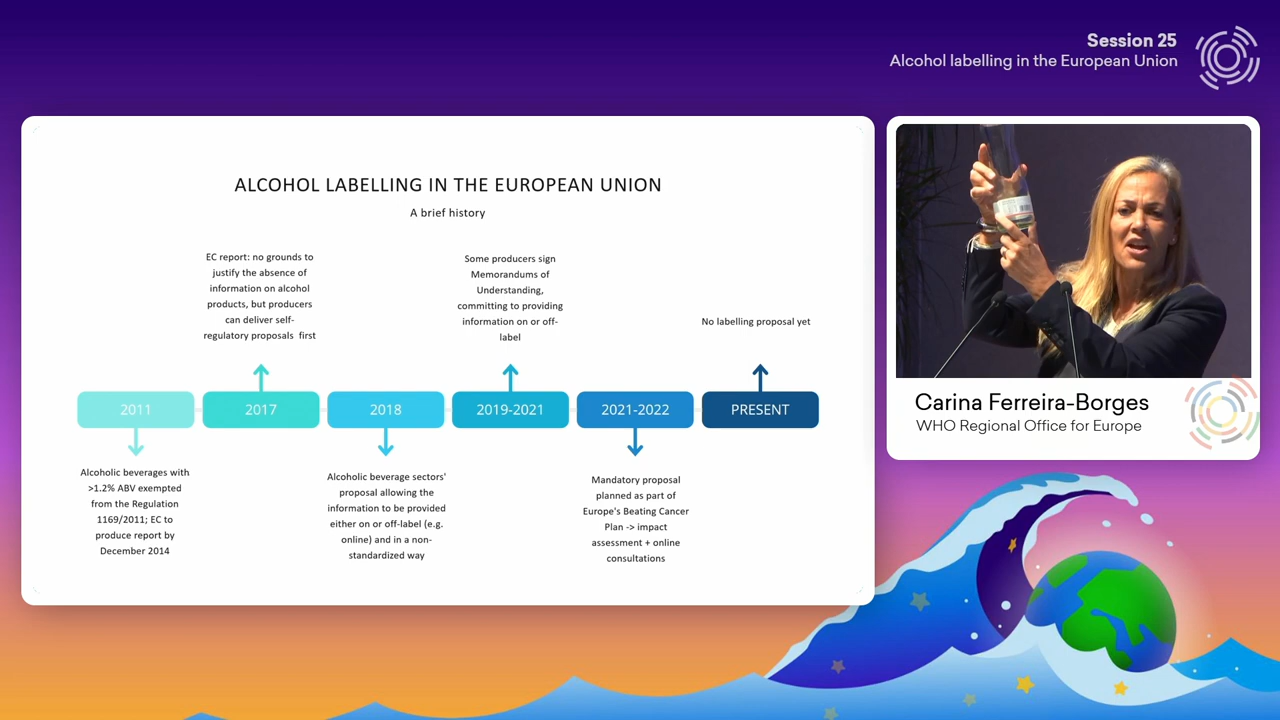 Session 25
Alcohol labelling in the European Union
ALCOHOL LABELLING IN THE EUROPEAN UNION
A brief history
EC report: no grounds to
justify the absence of
information on alcohol
products, but producers
can deliver self-
regulatory proposals first
Some producers sign
Memorandums of
Understanding,
committing to providing
information on or off-
label
No labelling proposal yet
2011
2017
2018
2019-2021
2021-2022
PRESENT
Alcoholic beverages with
>1.2% ABV exempted
from the Regulation
1169/2011; EC to
produce report by
December 2014
Alcoholic beverage sectors'
proposal allowing the
information to be provided
either on or off-label (e.g.
online) and in a non-
standardized way
Mandatory proposal
planned as part of
Europe's Beating Cancer
Plan -> impact
assessment + online
consultations
Carina Ferreira-Borges
WHO Regional Office for Europe